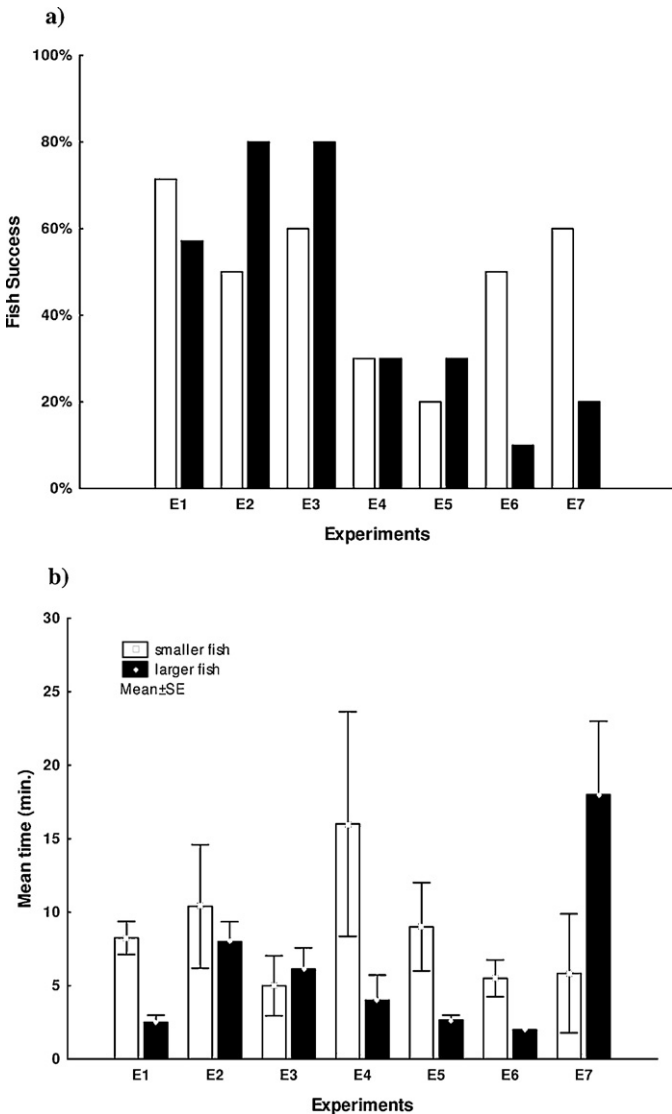 a)
100%
80%
60%
40%
20%
0%
Fish Success
E1 E2 E3 E4 E5 E6 E7
Experiments
b)
30
25
20
15
10
5
0
Mean time (min.)
smaller fish
larger fish
Mean±SE
E1 E2 E3 E4 E5 E6 E7
Experiments